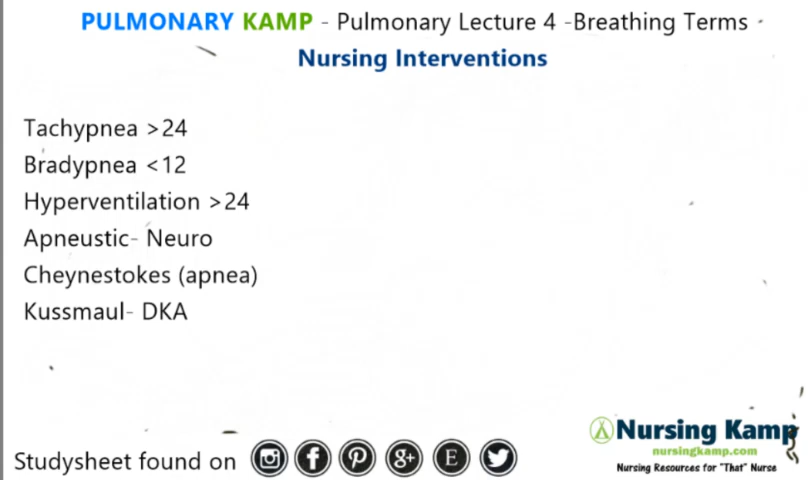 PULMONARY KAMP - Pulmonary Lecture 4 -Breathing Terms
Nursing Interventions
Tachypnea >24
Bradypnea <12
Hyperventilation >24
Apneustic- Neuro
Cheynestokes (apnea)
Kussmaul- DKA
Nursing Kamp
nursingkamp.com
Nursing Resources for "That" Nurse
Studysheet found on
f
g+
E